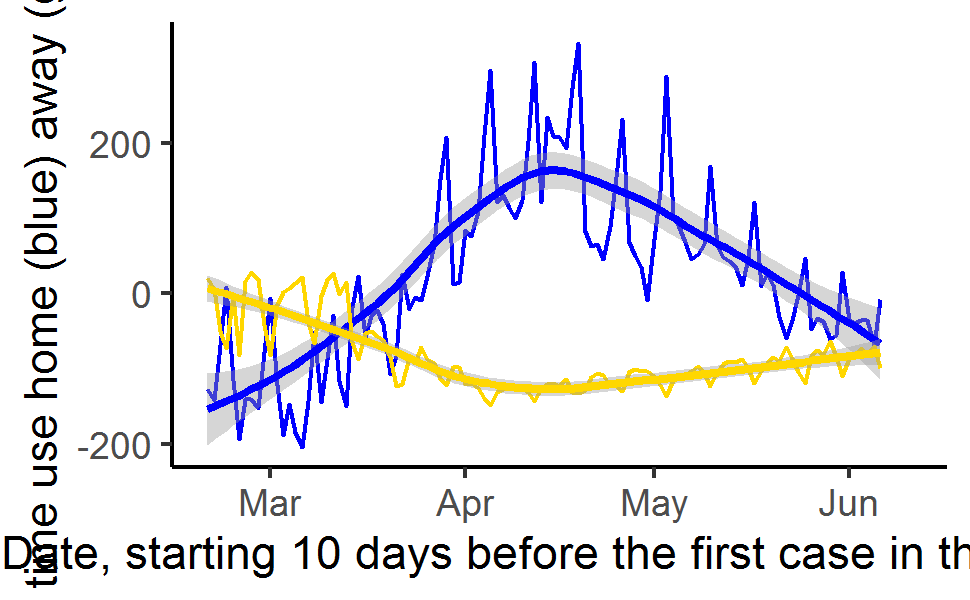 time use home (blue) away (
200
0
-200
Mar Apr May Jun
Date, starting 10 days before the first case in th